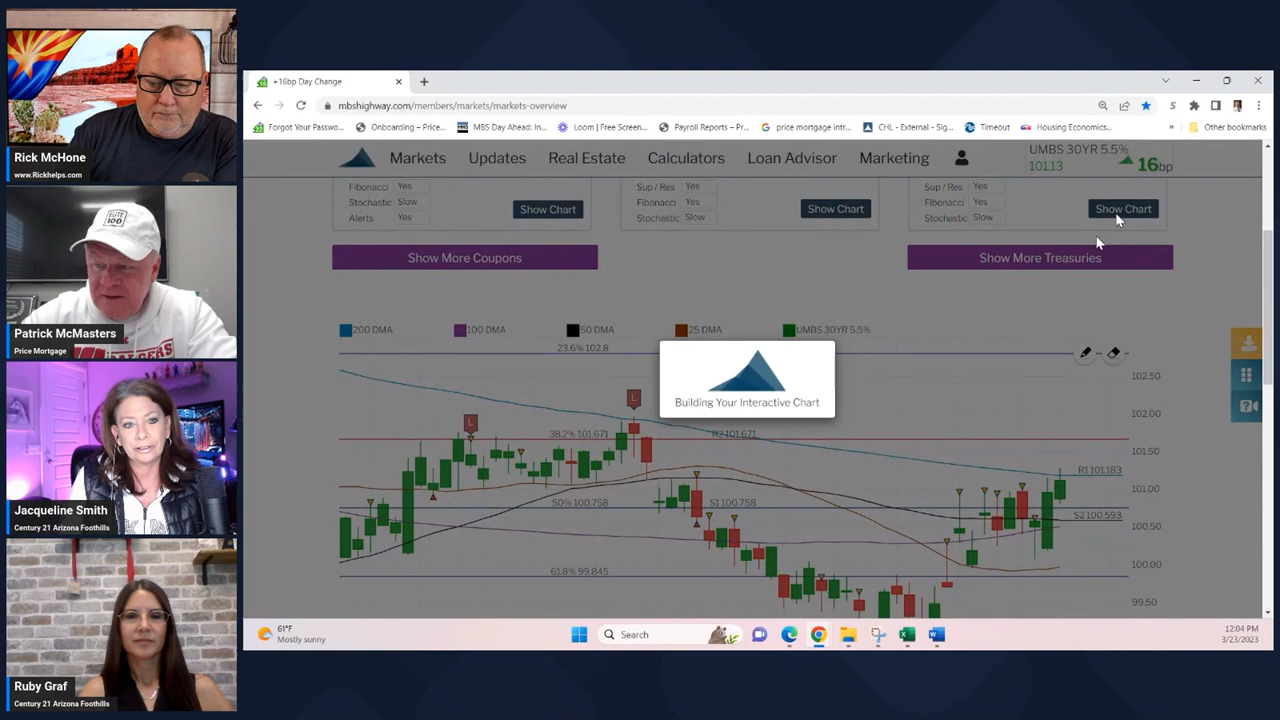 Rick McHone
www.Rickhelps.com
ELITE
100
Patrick McMasters
Price Mortgage
Jacqueline Smith
Century 21 Arizona Foothills
Ruby Graf
Century 21 Arizona Foothills
+16bp Day Change
mbshighway.com/members/markets/markets-overview
Forgot Your Passwo...
Onboarding – Price...
MBS Day Ahead: In...
Loom | Free Screen...
Payroll Reports – Pr...
price mortgage intr...
CHL - External - Sig...
Timeout
Housing Economics...
»
Other bookmarks
Markets
Updates
Real Estate
Calculators
Loan Advisor
Marketing
UMBS 30YR 5.5%
101.13
16bp
Fibonacci Yes
Stochastic Slow
Alerts Yes
Show Chart
Sup / Res Yes
Fibonacci Yes
Stochastic Slow
Show Chart
Sup / Res Yes
Fibonacci Yes
Stochastic Slow
Show Chart
Show More Coupons
Show More Treasuries
200 DMA
100 DMA
50 DMA
25 DMA
UMBS 30YR 5.5%
23.6% 102.8
Building Your Interactive Chart
102.50
102.00
L
L
38.2% 101.671
R2 101.671
101.50
R1 101.183
101.00
50% 100.758
S1 100.758
S2 100.593
100.50
100.00
61.8% 99.845
99.50
61°F
Mostly sunny
Search
12:04 PM
3/23/2023